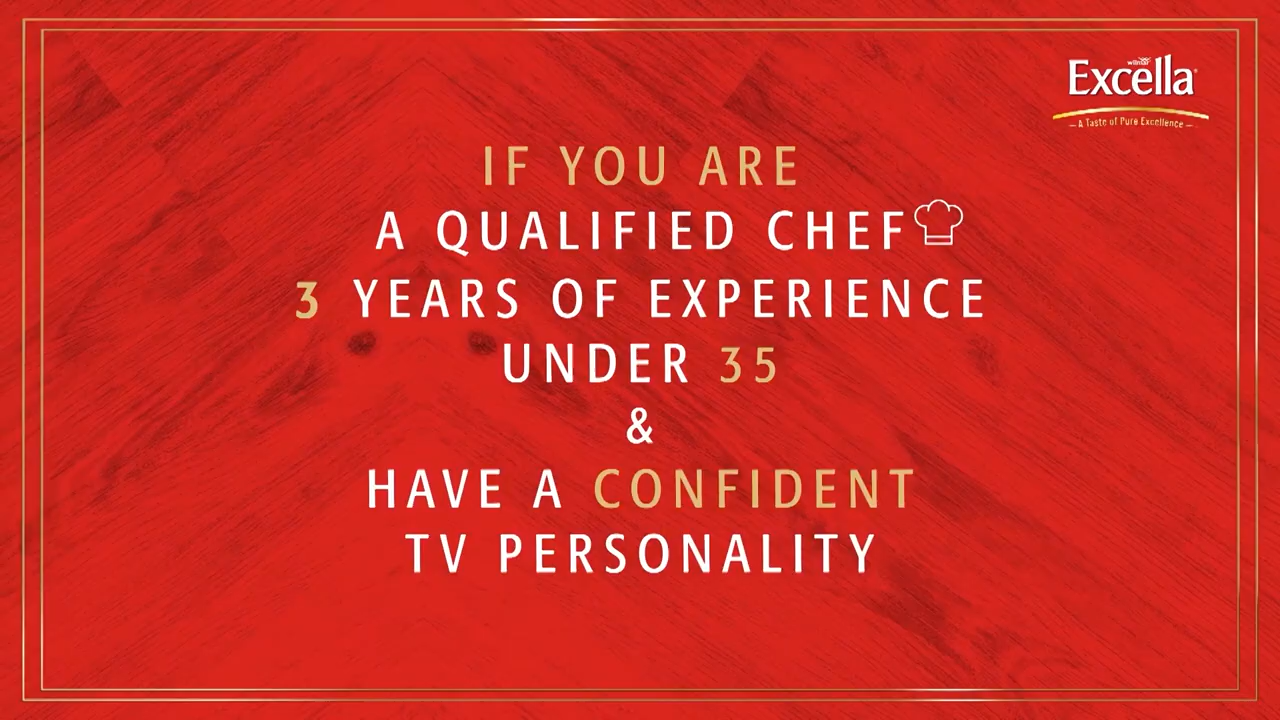 wilmar
Excella
A Taste of Pure Excellence
IF YOU ARE
A QUALIFIED CHEF
3 YEARS OF EXPERIENCE
UNDER 35
&
HAVE A CONFIDENT
TV PERSONALITY